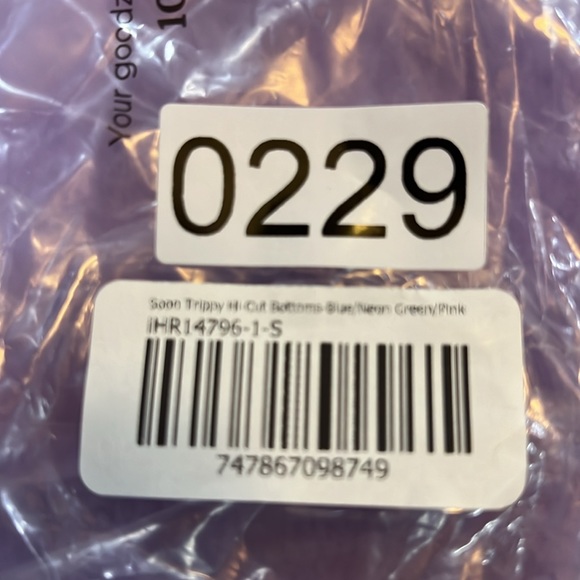 Your goodz
10
0229
Soon Trippy Hi-Cut Bottoms-Blue/Neon Green/Pink
iHR14796-1-S
747867098749